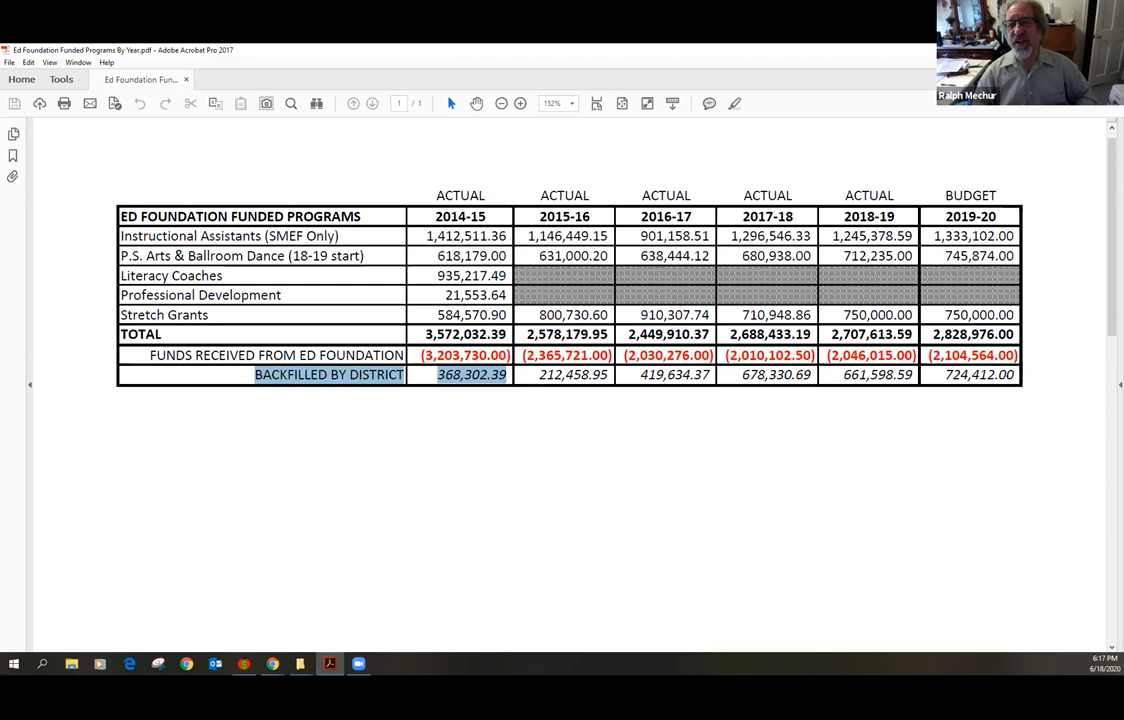 Ed Foundation Funded Programs By Year.pdf - Adobe Acrobat Pro 2017
File Edit View Window Help
Home Tools Ed Foundation Fun... ×
1 / 1 152%
Ralph Mechur
ACTUAL ACTUAL ACTUAL ACTUAL ACTUAL BUDGET
ED FOUNDATION FUNDED PROGRAMS 2014-15 2015-16 2016-17 2017-18 2018-19 2019-20
Instructional Assistants (SMEF Only) 1,412,511.36 1,146,449.15 901,158.51 1,296,546.33 1,245,378.59 1,333,102.00
P.S. Arts & Ballroom Dance (18-19 start) 618,179.00 631,000.20 638,444.12 680,938.00 712,235.00 745,874.00
Literacy Coaches 935,217.49
Professional Development 21,553.64
Stretch Grants 584,570.90 800,730.60 910,307.74 710,948.86 750,000.00 750,000.00
TOTAL 3,572,032.39 2,578,179.95 2,449,910.37 2,688,433.19 2,707,613.59 2,828,976.00
FUNDS RECEIVED FROM ED FOUNDATION (3,203,730.00) (2,365,721.00) (2,030,276.00) (2,010,102.50) (2,046,015.00) (2,104,564.00)
BACKFILLED BY DISTRICT 368,302.39 212,458.95 419,634.37 678,330.69 661,598.59 724,412.00
6:17 PM
6/18/2020